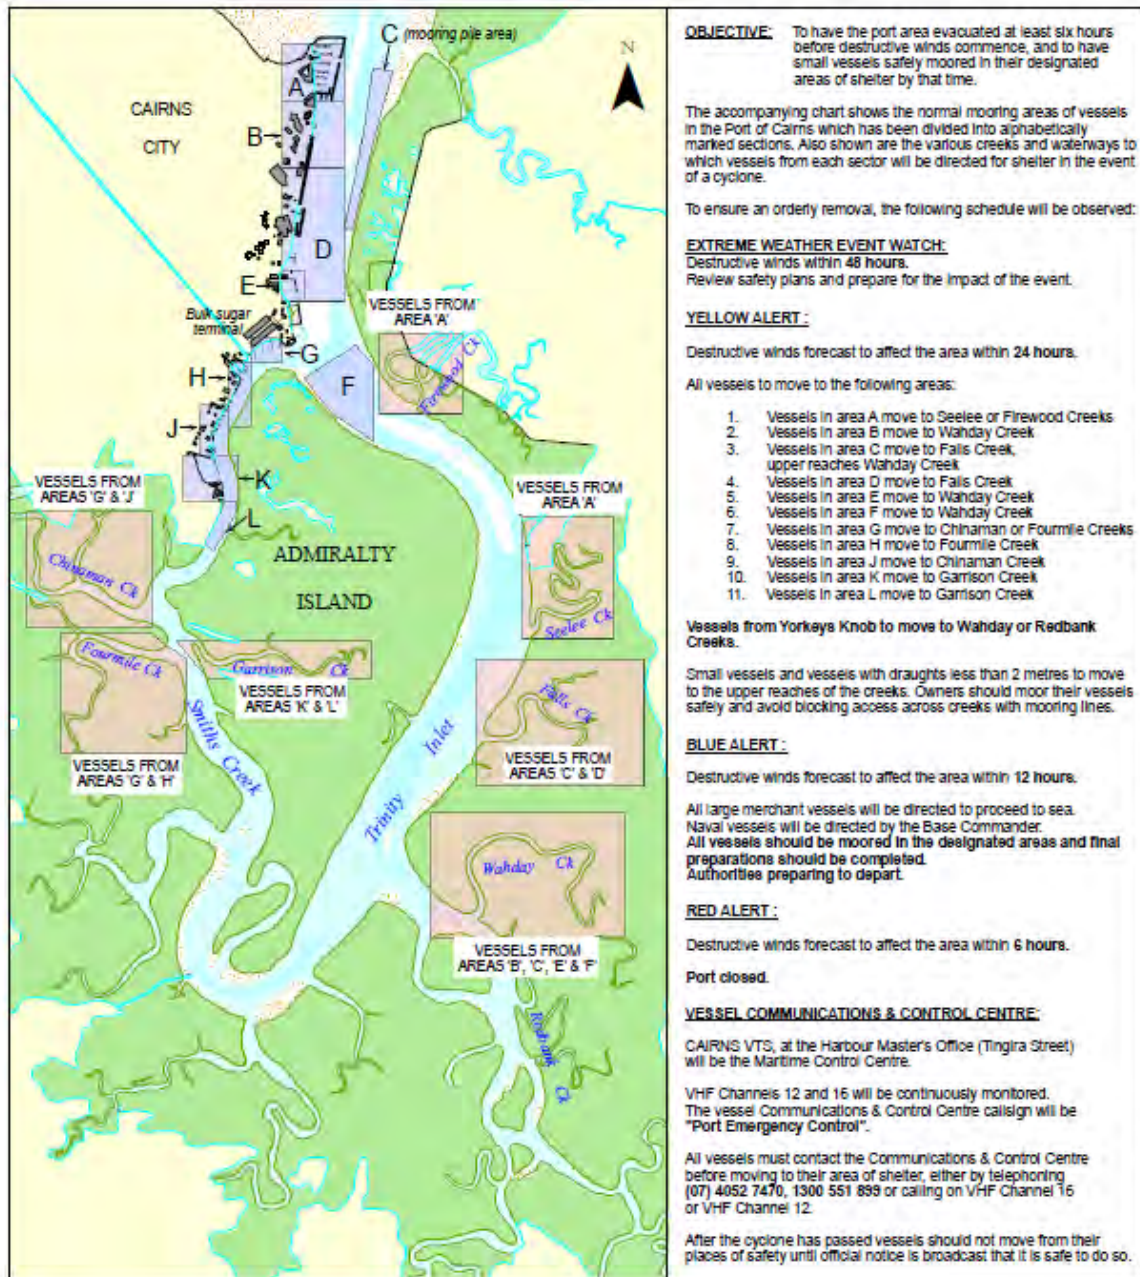 C (mooring pile area)
N
CAIRNS
CITY
A
B
D
E
VESSELS FROM
AREA 'A'
Bulk sugar
terminal
G
Firewood Ck
H
F
J
VESSELS FROM
AREAS 'G' & 'J'
K
VESSELS FROM
AREA 'A'
L
ADMIRALTY
ISLAND
Chinaman Ck
Seelee Ck
Fourmile Ck
Garrison Ck
VESSELS FROM
AREAS 'K' & 'L'
Falls Ck
Smiths Creek
VESSELS FROM
AREAS 'G' & 'H'
Trinity Inlet
VESSELS FROM
AREAS 'C' & 'D'
Wahday Ck
VESSELS FROM
AREAS 'B', 'C', 'E' & 'F'
Redbank Ck
OBJECTIVE: To have the port area evacuated at least six hours
before destructive winds commence, and to have
small vessels safely moored in their designated
areas of shelter by that time.
The accompanying chart shows the normal mooring areas of vessels
in the Port of Cairns which has been divided into alphabetically
marked sections. Also shown are the various creeks and waterways to
which vessels from each sector will be directed for shelter in the event
of a cyclone.
To ensure an orderly removal, the following schedule will be observed:
EXTREME WEATHER EVENT WATCH:
Destructive winds within 48 hours.
Review safety plans and prepare for the impact of the event.
YELLOW ALERT :
Destructive winds forecast to affect the area within 24 hours.
All vessels to move to the following areas:
1. Vessels in area A move to Seelee or Firewood Creeks
2. Vessels in area B move to Wahday Creek
3. Vessels in area C move to Falls Creek,
upper reaches Wahday Creek
4. Vessels in area D move to Falls Creek
5. Vessels in area E move to Wahday Creek
6. Vessels in area F move to Wahday Creek
7. Vessels in area G move to Chinaman or Fourmile Creeks
8. Vessels in area H move to Fourmile Creek
9. Vessels in area J move to Chinaman Creek
10. Vessels in area K move to Garrison Creek
11. Vessels in area L move to Garrison Creek
Vessels from Yorkeys Knob to move to Wahday or Redbank
Creeks.
Small vessels and vessels with draughts less than 2 metres to move
to the upper reaches of the creeks. Owners should moor their vessels
safely and avoid blocking access across creeks with mooring lines.
BLUE ALERT :
Destructive winds forecast to affect the area within 12 hours.
All large merchant vessels will be directed to proceed to sea.
Naval vessels will be directed by the Base Commander.
All vessels should be moored in the designated areas and final
preparations should be completed.
Authorities preparing to depart.
RED ALERT :
Destructive winds forecast to affect the area within 6 hours.
Port closed.
VESSEL COMMUNICATIONS & CONTROL CENTRE:
CAIRNS VTS, at the Harbour Master's Office (Tingira Street)
will be the Maritime Control Centre.
VHF Channels 12 and 16 will be continuously monitored.
The vessel Communications & Control Centre callsign will be
"Port Emergency Control".
All vessels must contact the Communications & Control Centre
before moving to their area of shelter, either by telephoning
(07) 4052 7470, 1300 551 899 or calling on VHF Channel 16
or VHF Channel 12.
After the cyclone has passed vessels should not move from their
places of safety until official notice is broadcast that it is safe to do so.